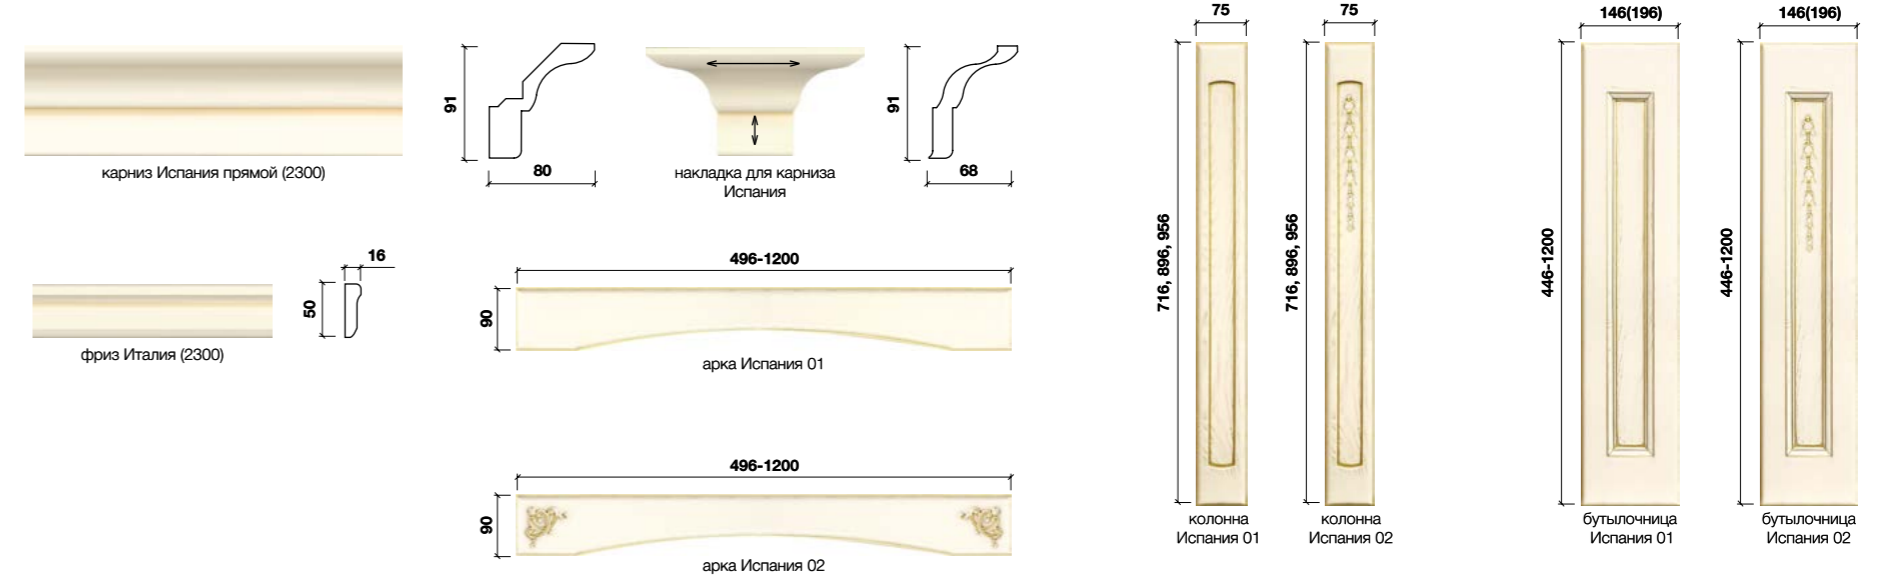 карниз Испания прямой (2300)
91
80
накладка для карниза
Испания
91
68
фриз Италия (2300)
50
16
496-1200
90
арка Испания 01
496-1200
90
арка Испания 02
75
716, 896, 956
колонна
Испания 01
75
716, 896, 956
колонна
Испания 02
146(196)
446-1200
бутылочница
Испания 01
146(196)
446-1200
бутылочница
Испания 02